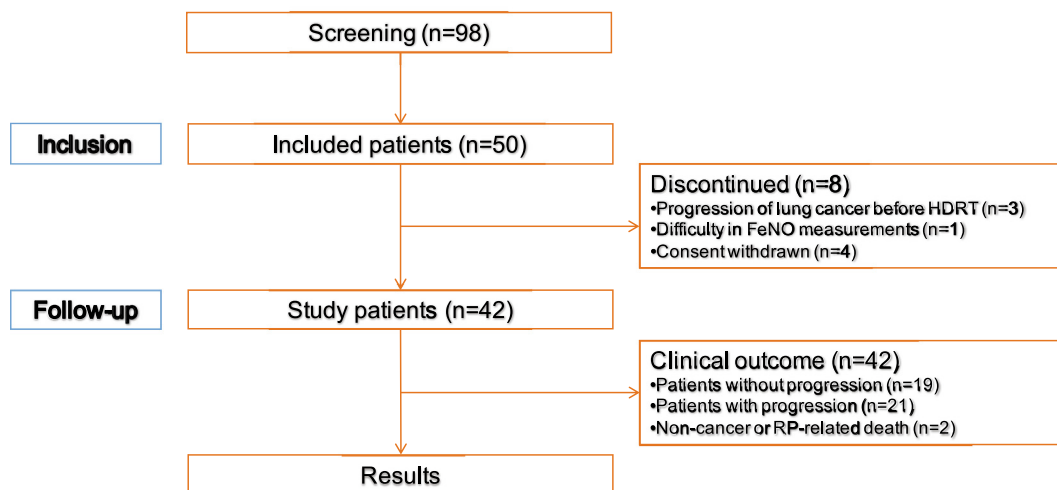 Screening (n=98)
Inclusion
Included patients (n=50)
Discontinued (n=8)
•Progression of lung cancer before HDRT (n=3)
•Difficulty in FeNO measurements (n=1)
•Consent withdrawn (n=4)
Follow-up
Study patients (n=42)
Clinical outcome (n=42)
•Patients without progression (n=19)
•Patients with progression (n=21)
•Non-cancer or RP-related death (n=2)
Results